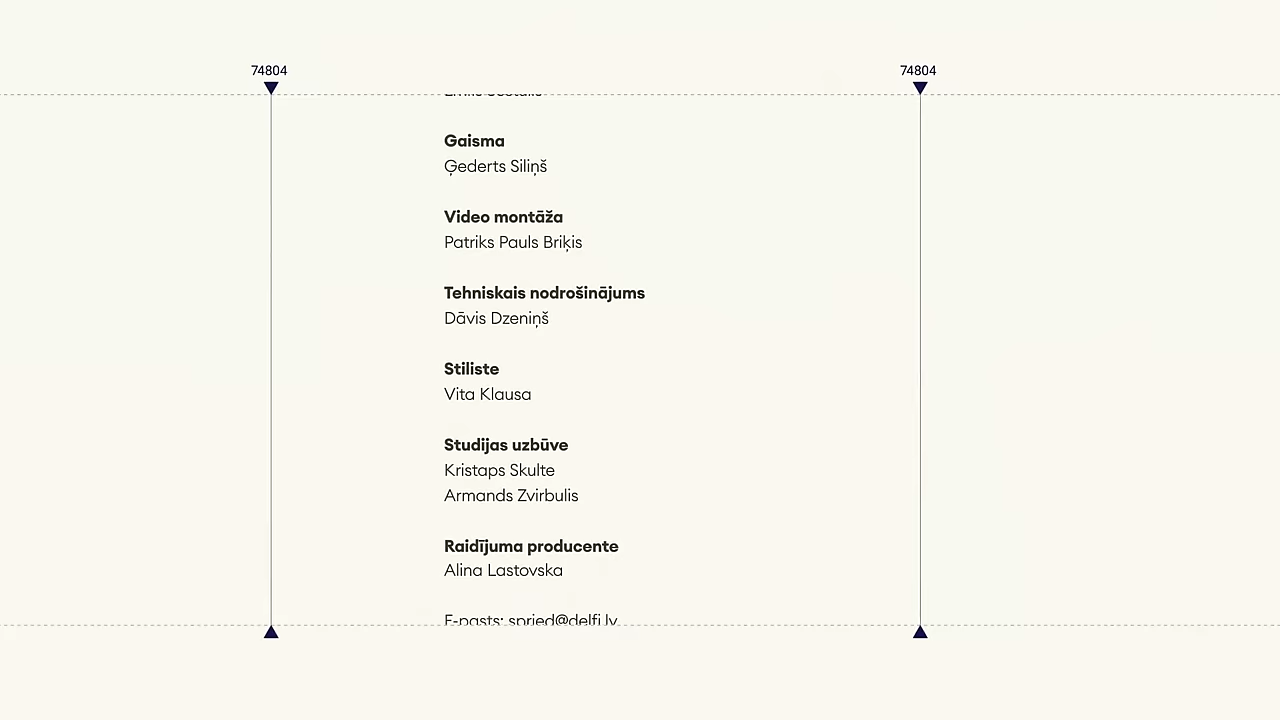 74804
74804
Gaisma
Ģederts Siliņš
Video montāža
Patriks Pauls Briķis
Tehniskais nodrošinājums
Dāvis Dzeniņš
Stiliste
Vita Klausa
Studijas uzbūve
Kristaps Skulte
Armands Zvirbulis
Raidījuma producente
Alina Lastovska
E-pasts: spried@delfi.lv